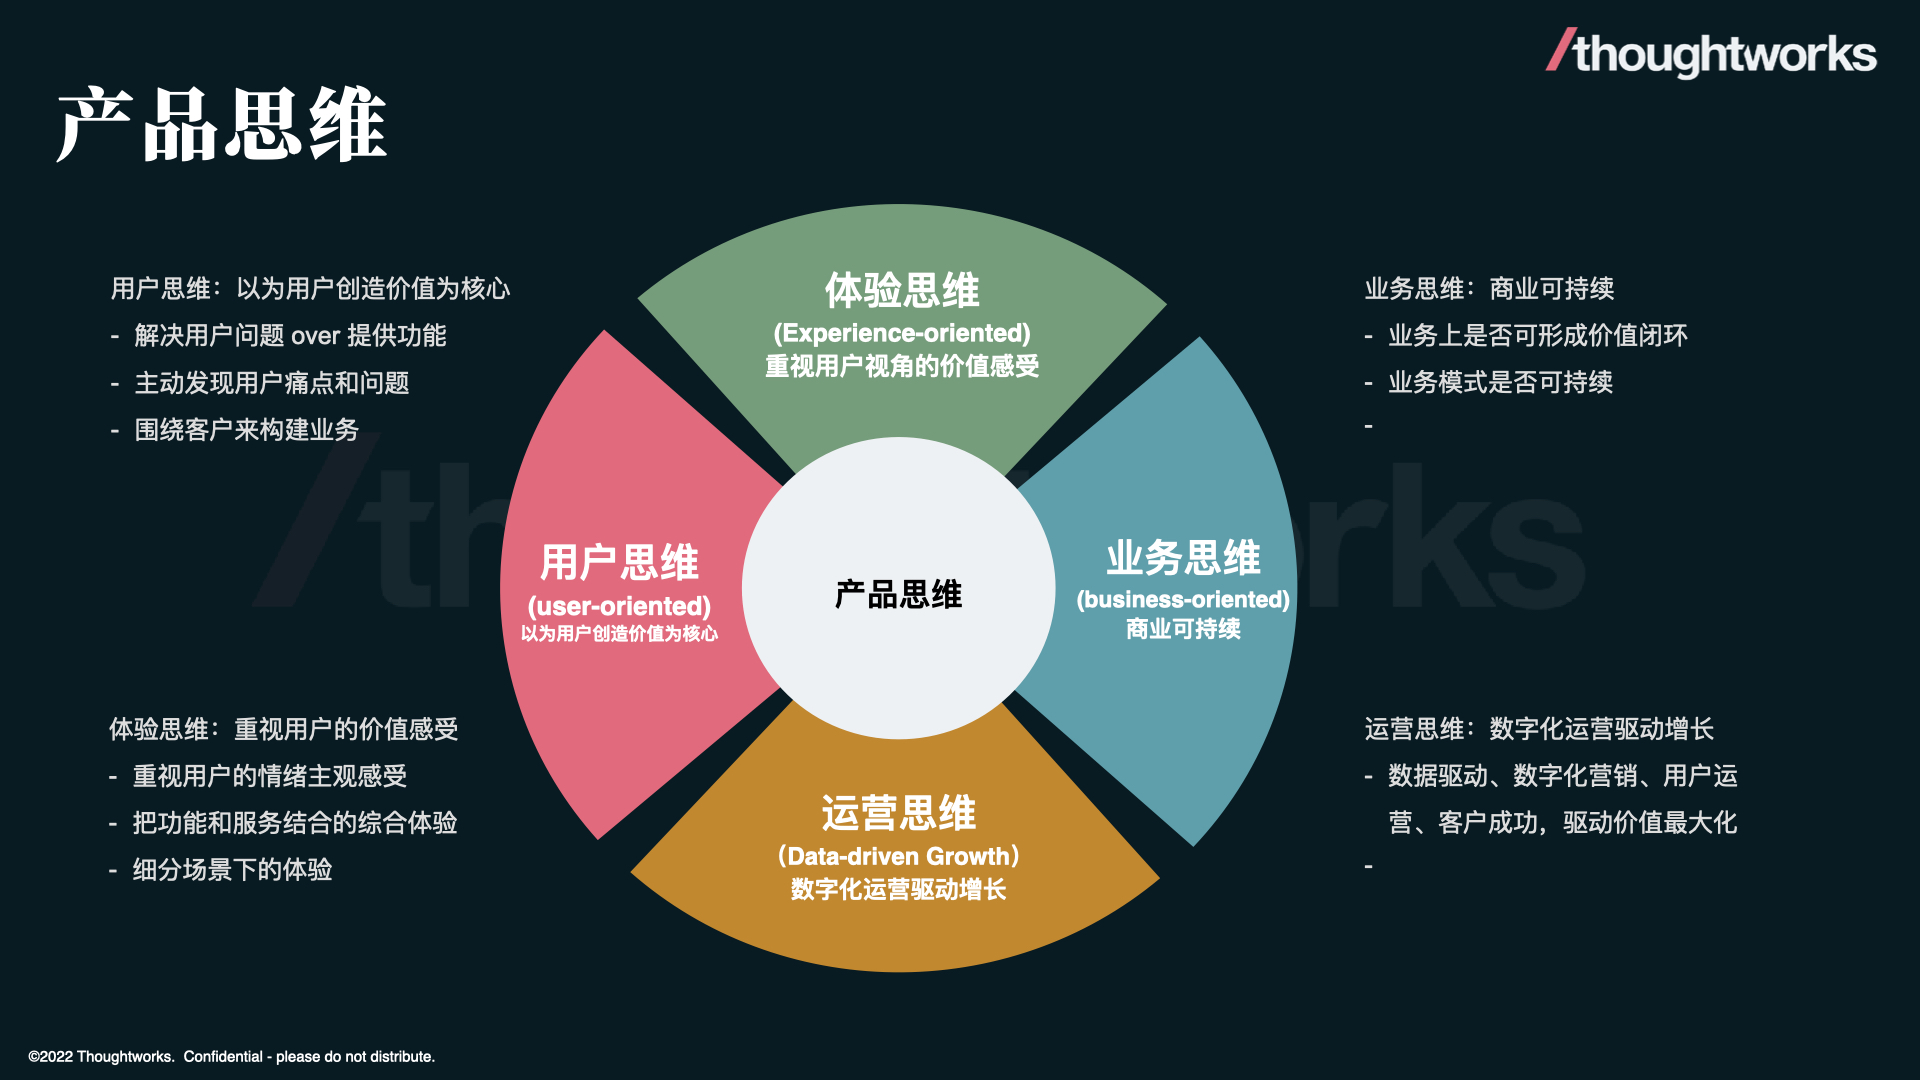 /thoughtworks
产品思维
用户思维：以为用户创造价值为核心
- 解决用户问题 over 提供功能
- 主动发现用户痛点和问题
- 围绕客户来构建业务
体验思维
(Experience-oriented)
重视用户视角的价值感受
业务思维：商业可持续
- 业务上是否可形成价值闭环
- 业务模式是否可持续
-
用户思维
(user-oriented)
以为用户创造价值为核心
产品思维
业务思维
(business-oriented)
商业可持续
体验思维：重视用户的价值感受
- 重视用户的情绪主观感受
- 把功能和服务结合的综合体验
- 细分场景下的体验
运营思维
（Data-driven Growth）
数字化运营驱动增长
运营思维：数字化运营驱动增长
- 数据驱动、数字化营销、用户运
营、客户成功，驱动价值最大化
-
©2022 Thoughtworks. Confidential - please do not distribute.